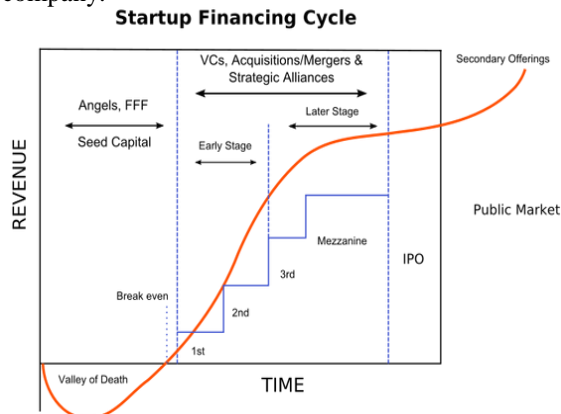 company.
Startup Financing Cycle
VCs, Acquisitions/Mergers &
Strategic Alliances
Secondary Offerings
Angels, FFF
Later Stage
Seed Capital
Early Stage
REVENUE
Public Market
Mezzanine
IPO
3rd
Break even
2nd
1st
Valley of Death
TIME